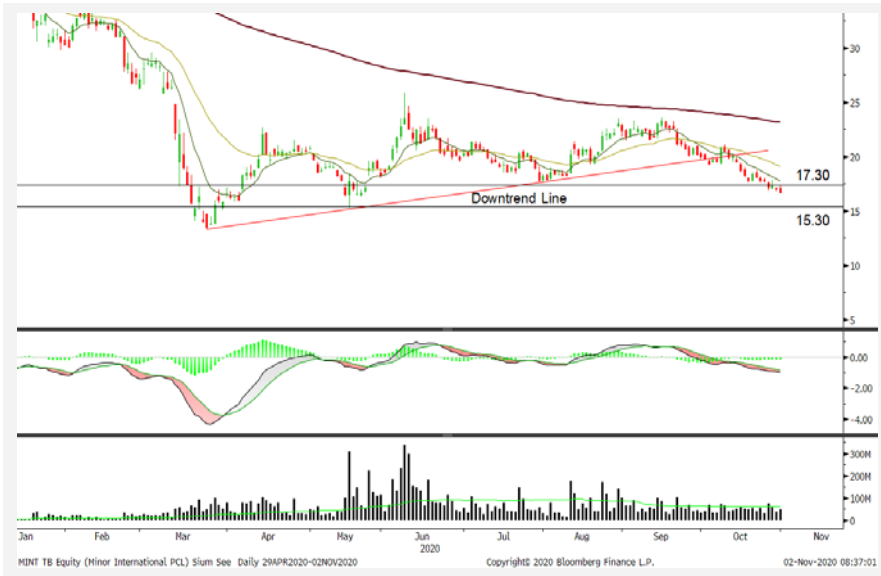 30
25
20
17.30
Downtrend Line
15
15.30
10
5
0.00
-2.00
-4.00
300M
200M
100M
0
Jan Feb Mar Apr May Jun Jul Aug Sep Oct Nov
2020
MINT TB Equity (Minor International PCL) Sium See Daily 29APR2020-02NOV2020 Copyright© 2020 Bloomberg Finance L.P. 02-Nov-2020 08:37:01